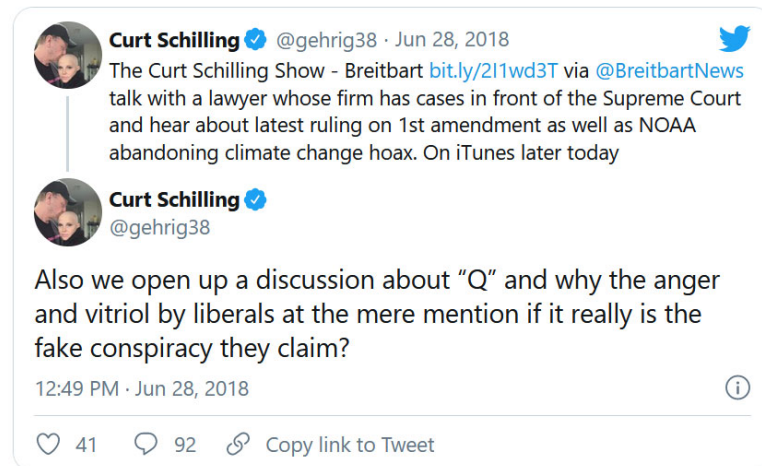 Curt Schilling @gehrig38 · Jun 28, 2018
The Curt Schilling Show - Breitbart bit.ly/2I1wd3T via @BreitbartNews
talk with a lawyer whose firm has cases in front of the Supreme Court
and hear about latest ruling on 1st amendment as well as NOAA
abandoning climate change hoax. On iTunes later today
Curt Schilling
@gehrig38
Also we open up a discussion about “Q” and why the anger
and vitriol by liberals at the mere mention if it really is the
fake conspiracy they claim?
12:49 PM · Jun 28, 2018
41 92 Copy link to Tweet